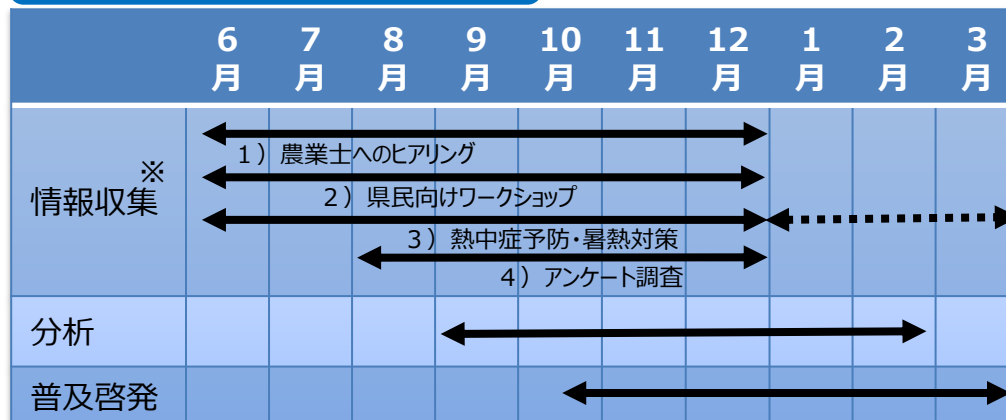 6月 7月 8月 9月 10月 11月 12月 1月 2月 3月
情報収集※
1）農業士へのヒアリング
2）県民向けワークショップ
3）熱中症予防・暑熱対策
4）アンケート調査
分析
普及啓発